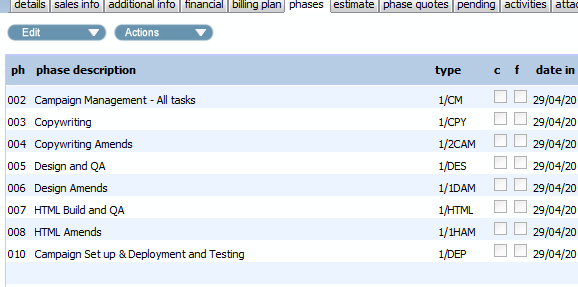 details sales info additional info financial billing plan phases estimate phase quotes pending activities
Edit Actions
ph phase description type c f date in
002 Campaign Management - All tasks 1/CM 29/04/20
003 Copywriting 1/CPY 29/04/20
004 Copywriting Amends 1/2CAM 29/04/20
005 Design and QA 1/DES 29/04/20
006 Design Amends 1/1DAM 29/04/20
007 HTML Build and QA 1/HTML 29/04/20
008 HTML Amends 1/1HAM 29/04/20
010 Campaign Set up & Deployment and Testing 1/DEP 29/04/20